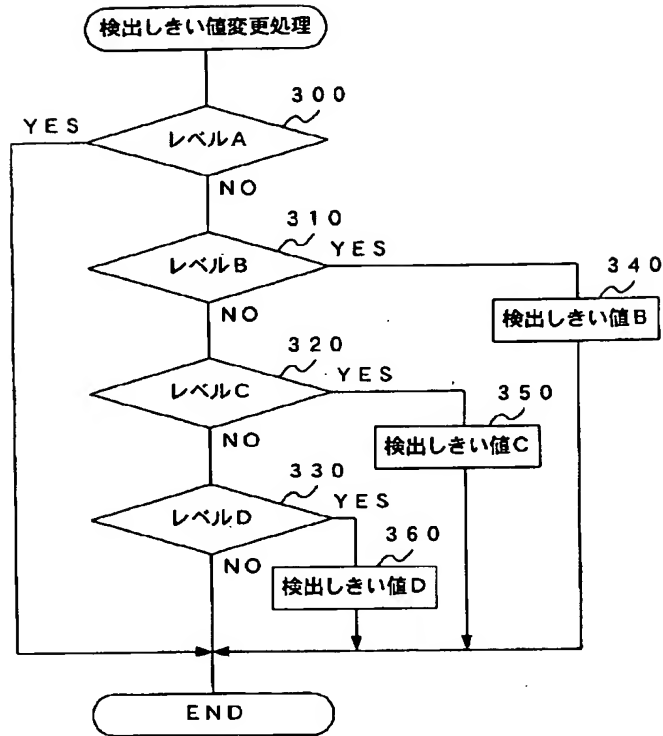 検出しきい値変更処理
300
YES
レベルA
NO
310
YES
レベルB
340
検出しきい値B
NO
320
YES
レベルC
350
検出しきい値C
NO
330
YES
レベルD
360
検出しきい値D
NO
END